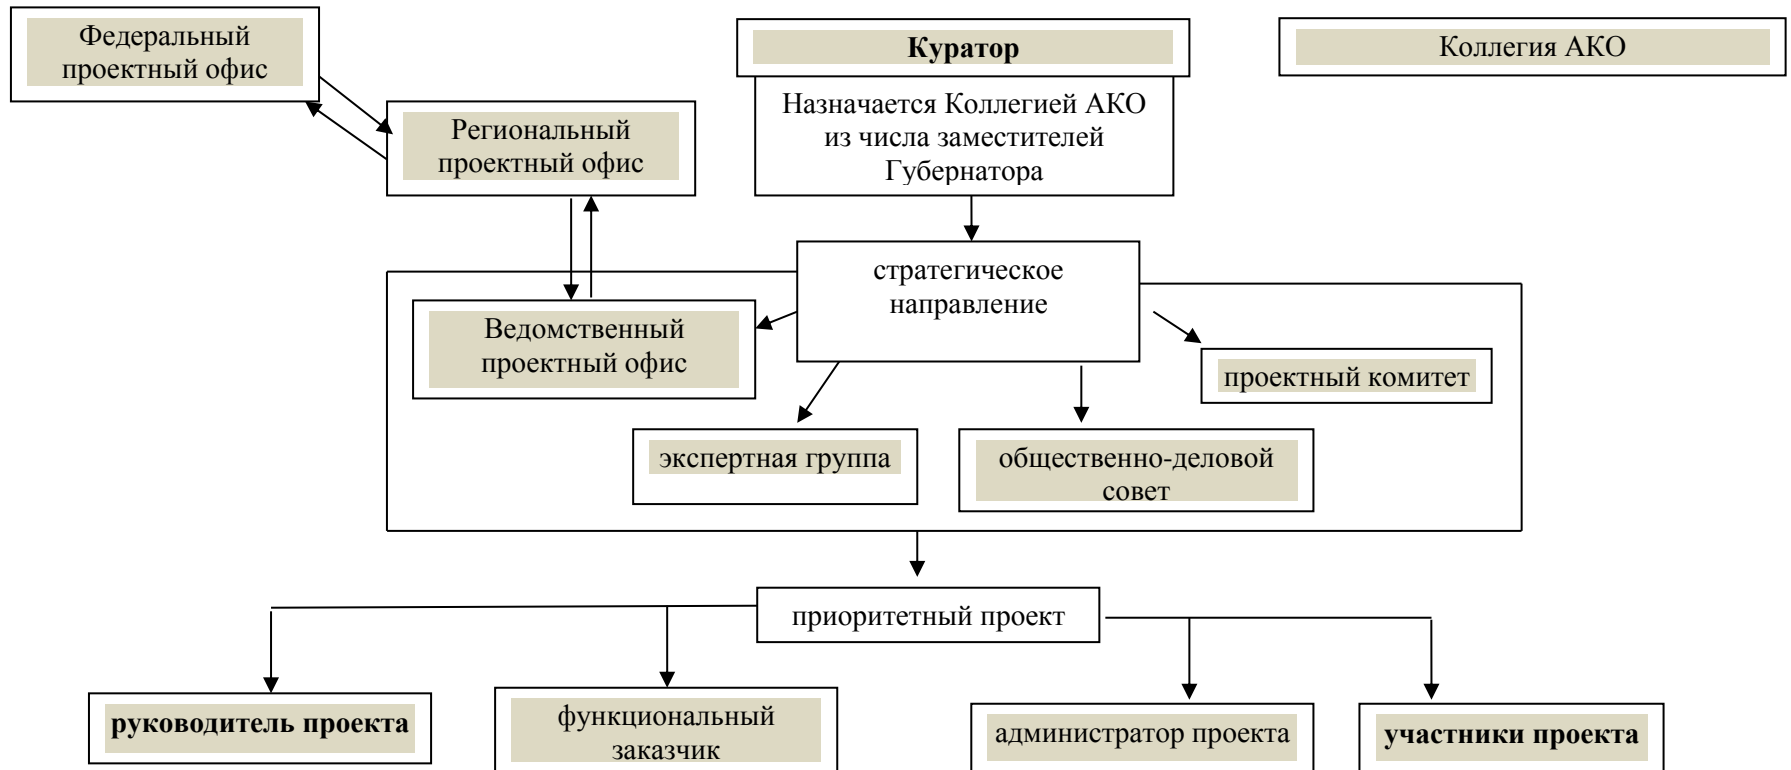 Федеральный
проектный офис
Куратор
Коллегия АКО
Назначается Коллегией АКО
из числа заместителей
Губернатора
Региональный
проектный офис
стратегическое
направление
Ведомственный
проектный офис
проектный комитет
экспертная группа
общественно-деловой
совет
приоритетный проект
руководитель проекта
функциональный
заказчик
администратор проекта
участники проекта